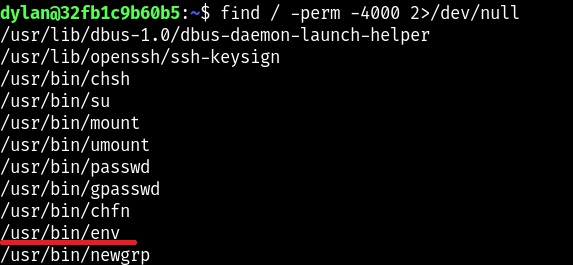 dylan@32fb1c9b60b5:~$ find / -perm -4000 2>/dev/null
/usr/lib/dbus-1.0/dbus-daemon-launch-helper
/usr/lib/openssh/ssh-keysign
/usr/bin/chsh
/usr/bin/su
/usr/bin/mount
/usr/bin/umount
/usr/bin/passwd
/usr/bin/gpasswd
/usr/bin/chfn
/usr/bin/env
/usr/bin/newgrp